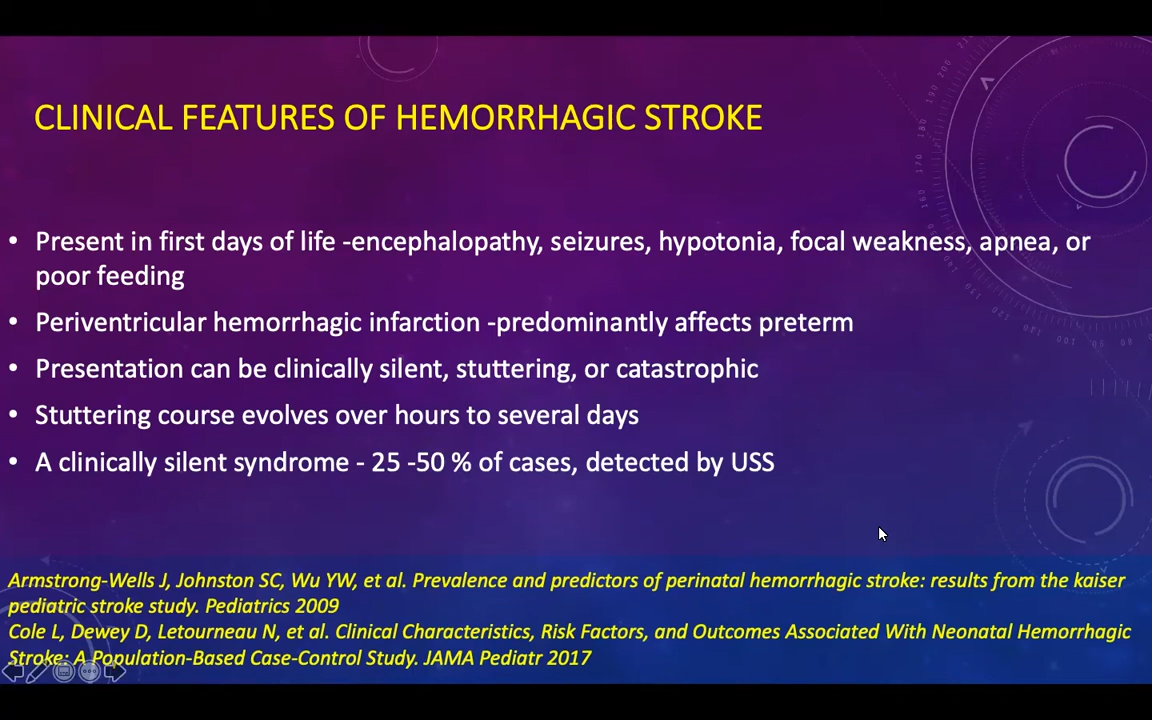 CLINICAL FEATURES OF HEMORRHAGIC STROKE
• Present in first days of life -encephalopathy, seizures, hypotonia, focal weakness, apnea, or
poor feeding
• Periventricular hemorrhagic infarction -predominantly affects preterm
• Presentation can be clinically silent, stuttering, or catastrophic
• Stuttering course evolves over hours to several days
• A clinically silent syndrome - 25 -50 % of cases, detected by USS
Armstrong-Wells J, Johnston SC, Wu YW, et al. Prevalence and predictors of perinatal hemorrhagic stroke: results from the kaiser
pediatric stroke study. Pediatrics 2009
Cole L, Dewey D, Letourneau N, et al. Clinical Characteristics, Risk Factors, and Outcomes Associated With Neonatal Hemorrhagic
Stroke: A Population-Based Case-Control Study. JAMA Pediatr 2017